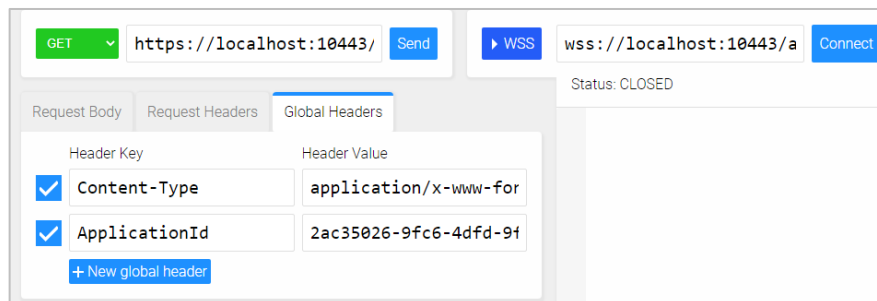 GET https://localhost:10443/ Send WSS wss://localhost:10443/a Connect
Status: CLOSED
Request Body Request Headers Global Headers
Header Key Header Value
Content-Type application/x-www-for
ApplicationId 2ac35026-9fc6-4dfd-9f
+ New global header